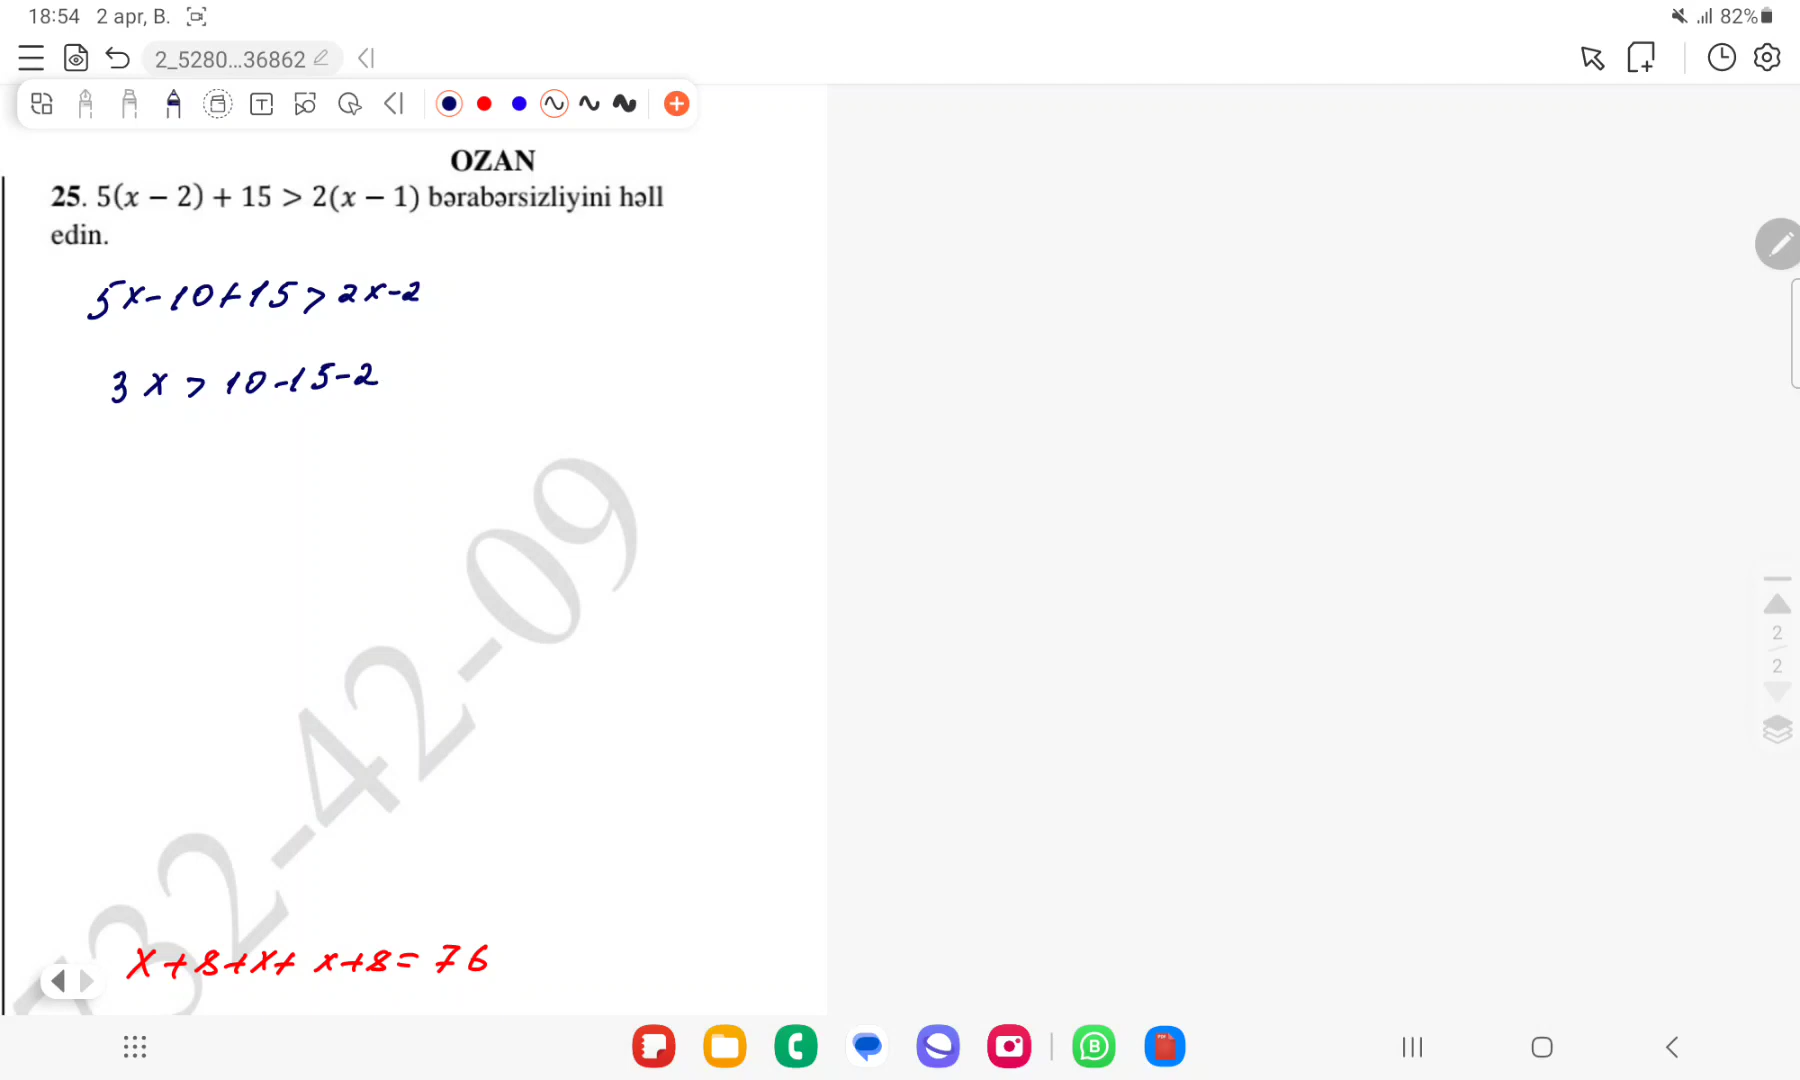 18:54 2 apr, B. 82%
2_5280...36862
OZAN
25. 5(x − 2) + 15 > 2(x − 1) bərabərsizliyini həll
edin.
5x-10+15>2x-2
3x>10-15-2
32-42-09
x+8+x+x+8=76
2
2